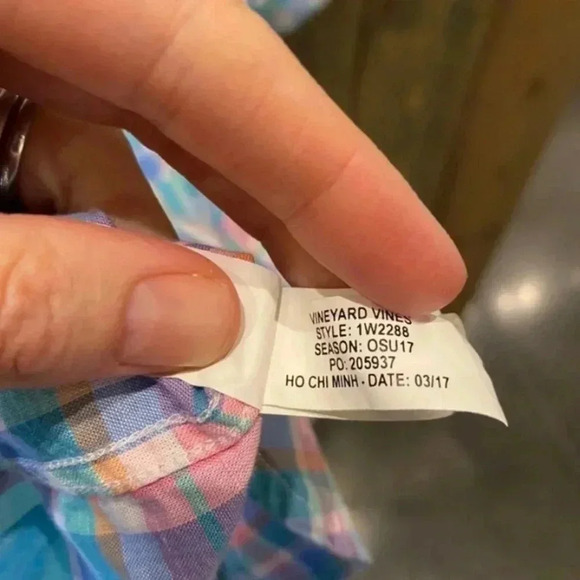 VINEYARD VINES
STYLE: 1W2288
SEASON: OSU17
PO: 205937
HO CHI MINH - DATE: 03/17